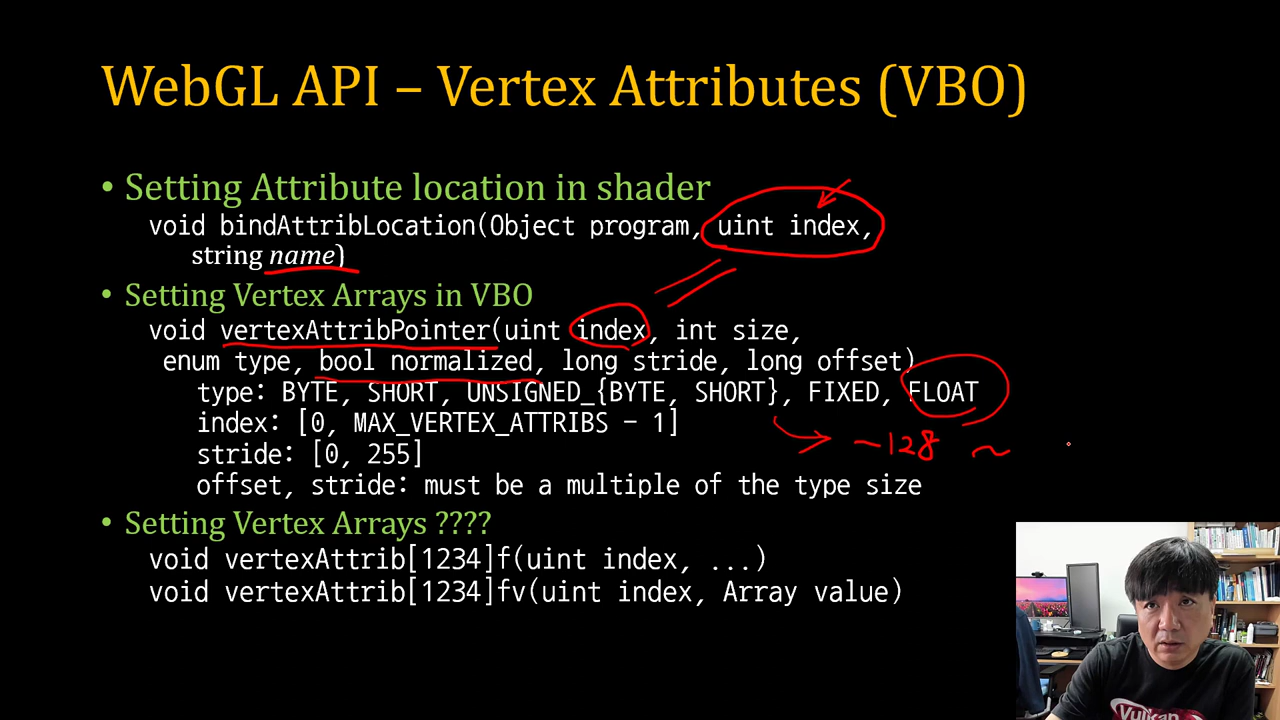 WebGL API – Vertex Attributes (VBO)
• Setting Attribute location in shader
void bindAttribLocation(Object program, uint index,
string name)
• Setting Vertex Arrays in VBO
void vertexAttribPointer(uint index, int size,
enum type, bool normalized, long stride, long offset)
type: BYTE, SHORT, UNSIGNED_{BYTE, SHORT}, FIXED, FLOAT
index: [0, MAX_VERTEX_ATTRIBS - 1]
-128 ~
stride: [0, 255]
offset, stride: must be a multiple of the type size
• Setting Vertex Arrays ????
void vertexAttrib[1234]f(uint index, ...)
void vertexAttrib[1234]fv(uint index, Array value)
Vulkan